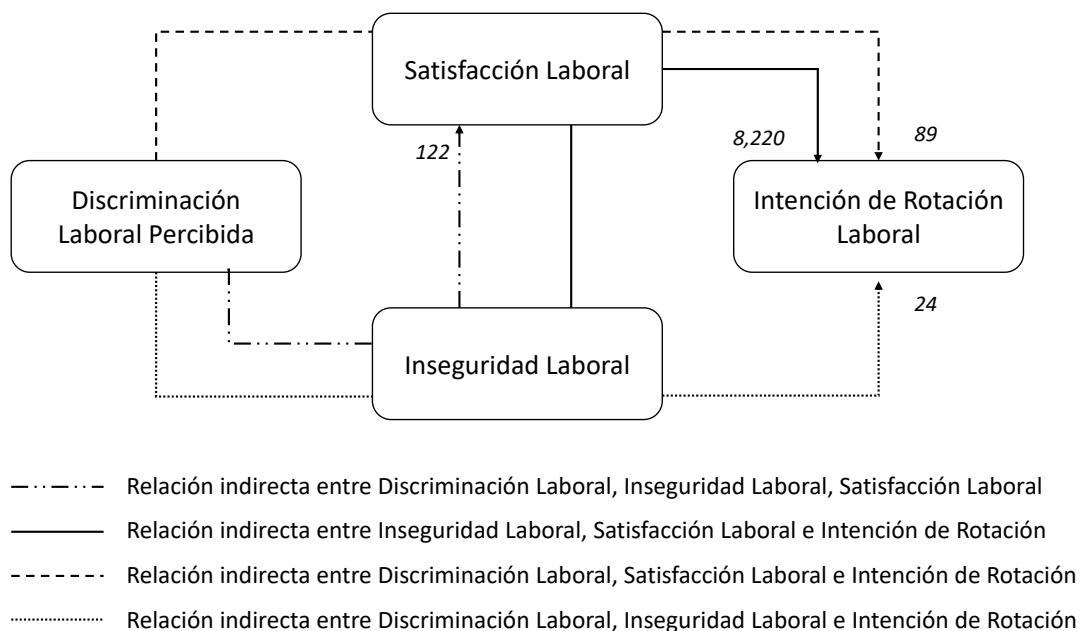 Satisfacción Laboral
122
8,220
89
Discriminación
Laboral Percibida
Intención de Rotación
Laboral
24
Inseguridad Laboral
Relación indirecta entre Discriminación Laboral, Inseguridad Laboral, Satisfacción Laboral
Relación indirecta entre Inseguridad Laboral, Satisfacción Laboral e Intención de Rotación
Relación indirecta entre Discriminación Laboral, Satisfacción Laboral e Intención de Rotación
Relación indirecta entre Discriminación Laboral, Inseguridad Laboral e Intención de Rotación